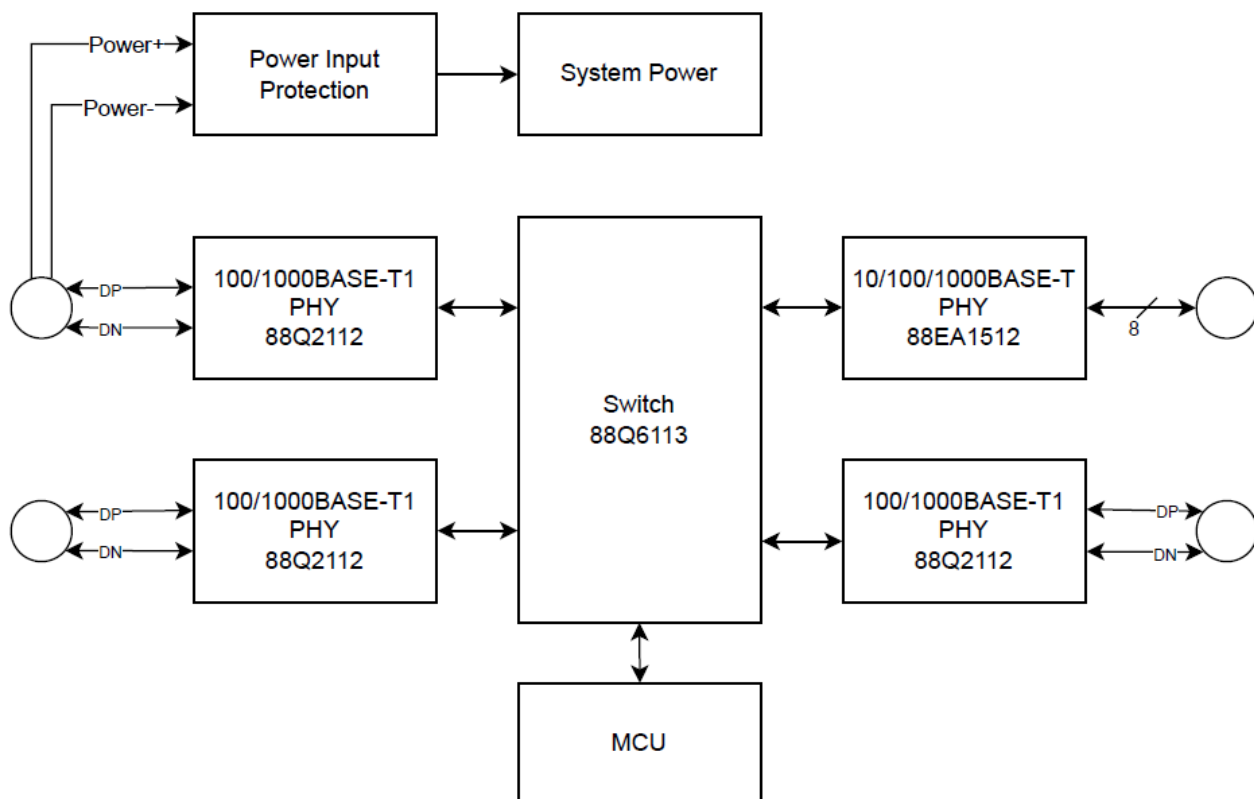 Power+
Power-
Power Input
Protection
System Power
DP
DN
100/1000BASE-T1
PHY
88Q2112
Switch
88Q6113
10/100/1000BASE-T
PHY
88EA1512
8
DP
DN
100/1000BASE-T1
PHY
88Q2112
100/1000BASE-T1
PHY
88Q2112
DP
DN
MCU